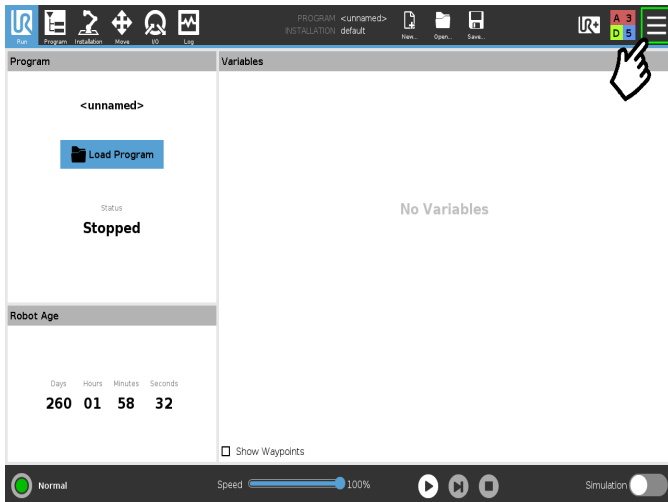 UR
Run
Program
Installation
Move
I/O
Log
PROGRAM <unnamed>
INSTALLATION default
New...
Open...
Save...
UR+
A 3
D 5
Program
<unnamed>
Load Program
Status
Stopped
Variables
No Variables
Robot Age
Days Hours Minutes Seconds
260 01 58 32
Show Waypoints
Normal
Speed 100%
Simulation